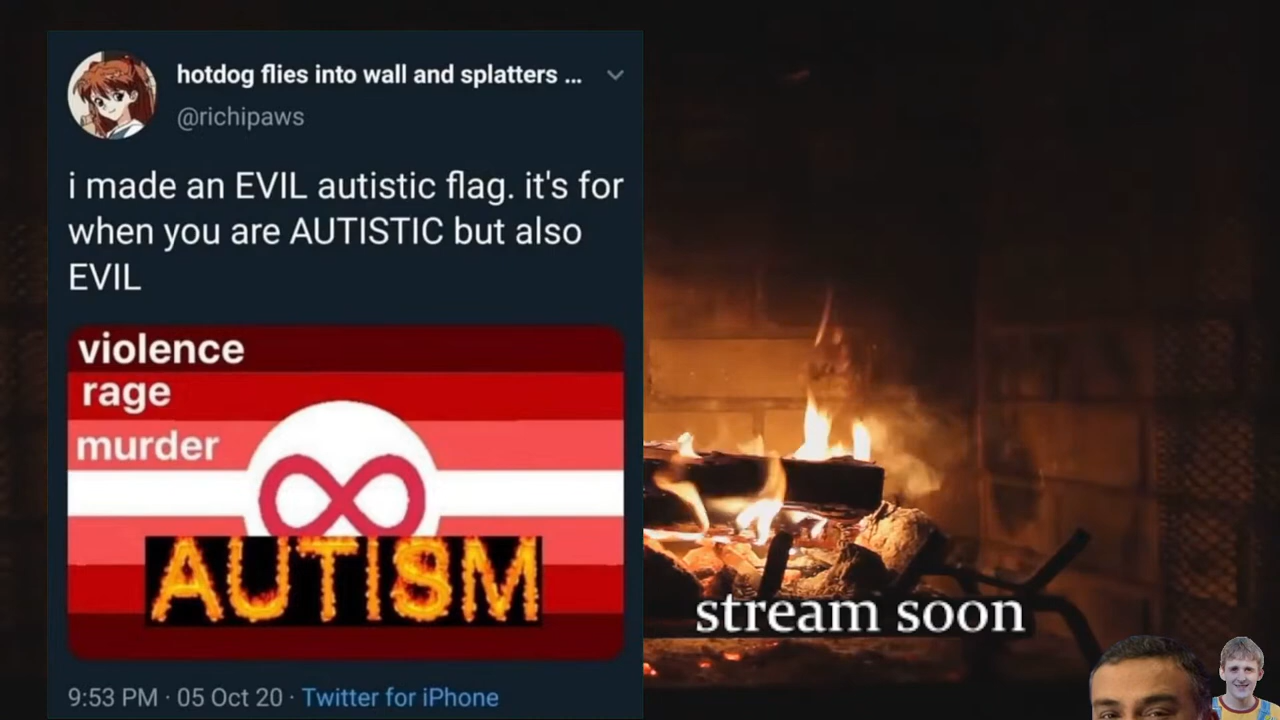 hotdog flies into wall and splatters ...
@richipaws
i made an EVIL autistic flag. it's for
when you are AUTISTIC but also
EVIL
violence
rage
murder
AUTISM
9:53 PM · 05 Oct 20 · Twitter for iPhone
stream soon